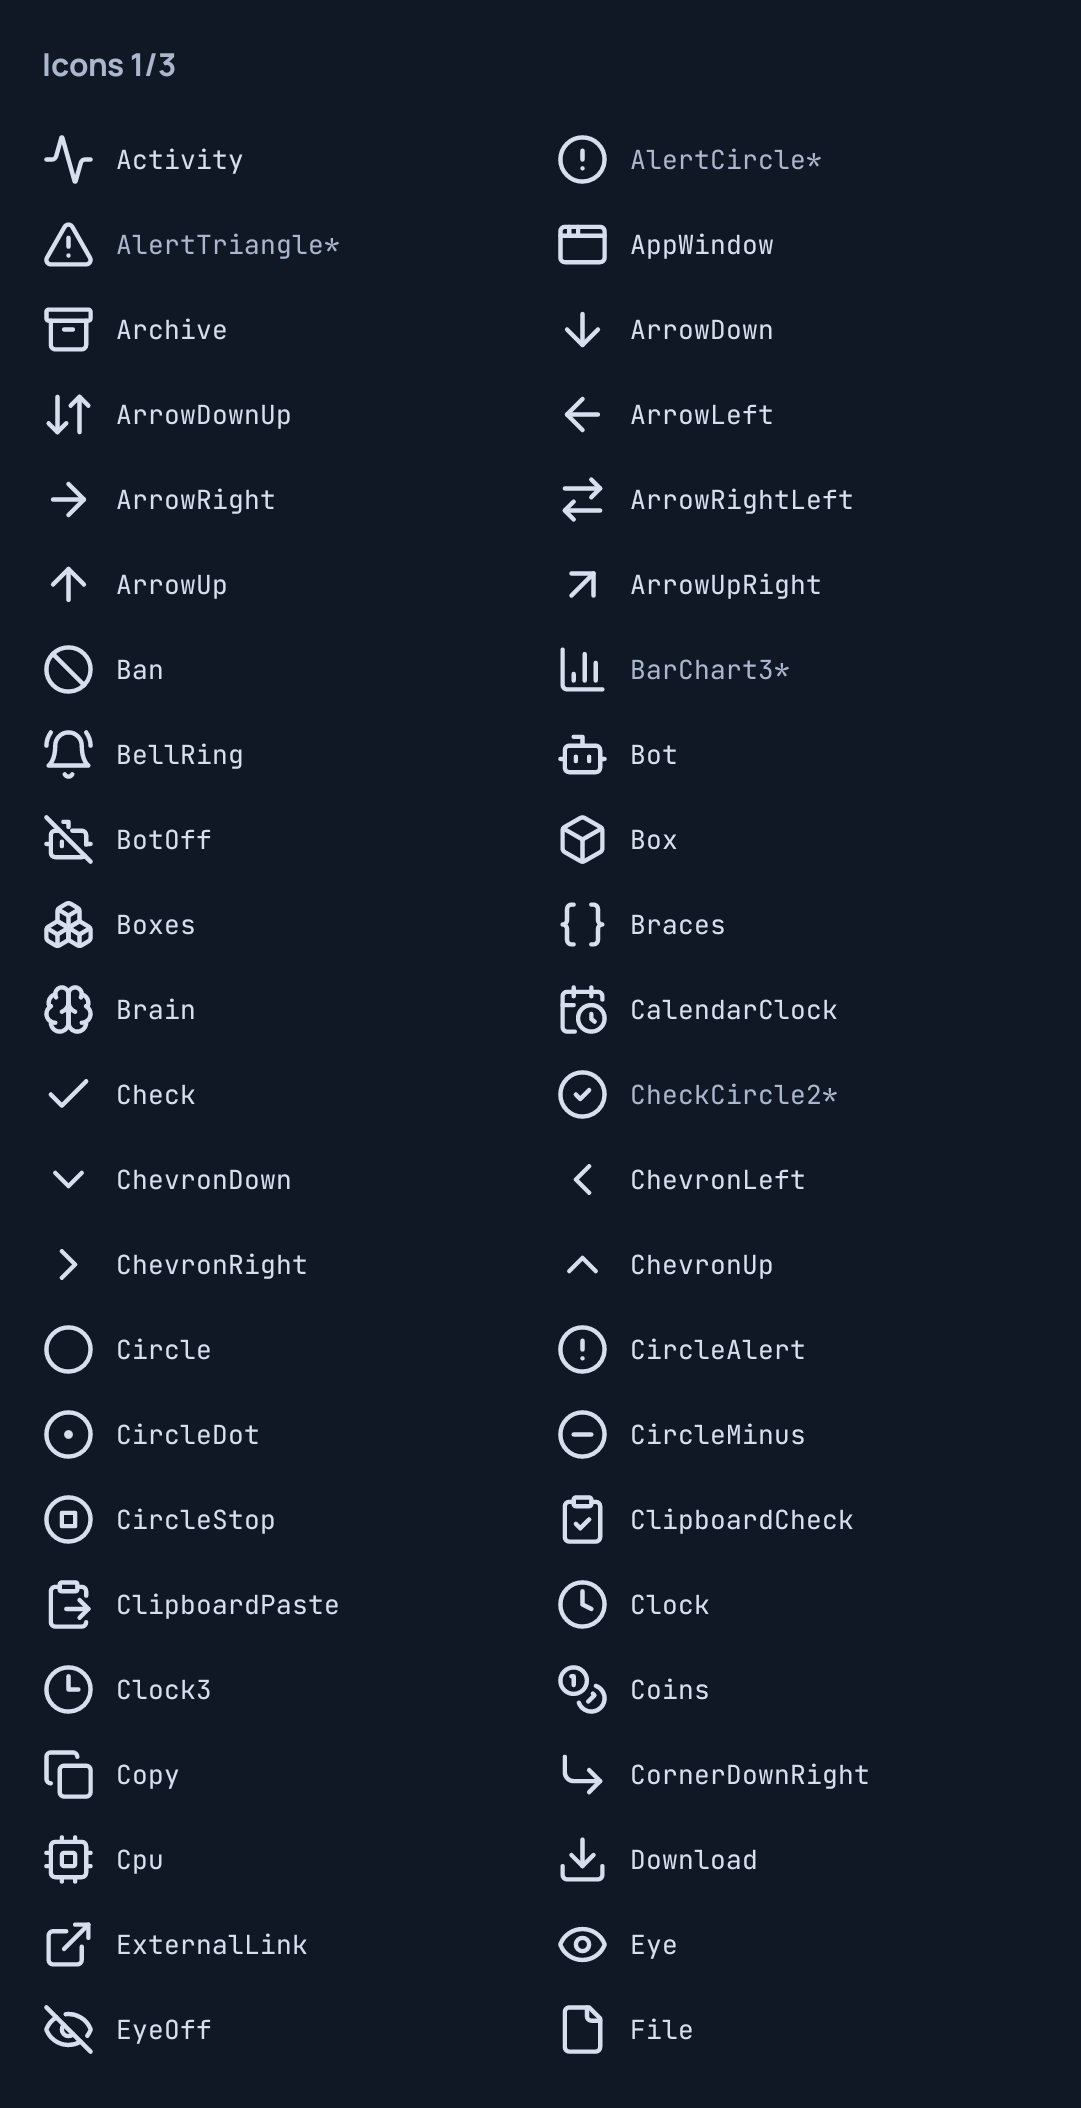 Icons 1/3
Activity
AlertCircle*
AlertTriangle*
AppWindow
Archive
ArrowDown
ArrowDownUp
ArrowLeft
ArrowRight
ArrowRightLeft
ArrowUp
ArrowUpRight
Ban
BarChart3*
BellRing
Bot
BotOff
Box
Boxes
Braces
Brain
CalendarClock
Check
CheckCircle2*
ChevronDown
ChevronLeft
ChevronRight
ChevronUp
Circle
CircleAlert
CircleDot
CircleMinus
CircleStop
ClipboardCheck
ClipboardPaste
Clock
Clock3
Coins
Copy
CornerDownRight
Cpu
Download
ExternalLink
Eye
EyeOff
File